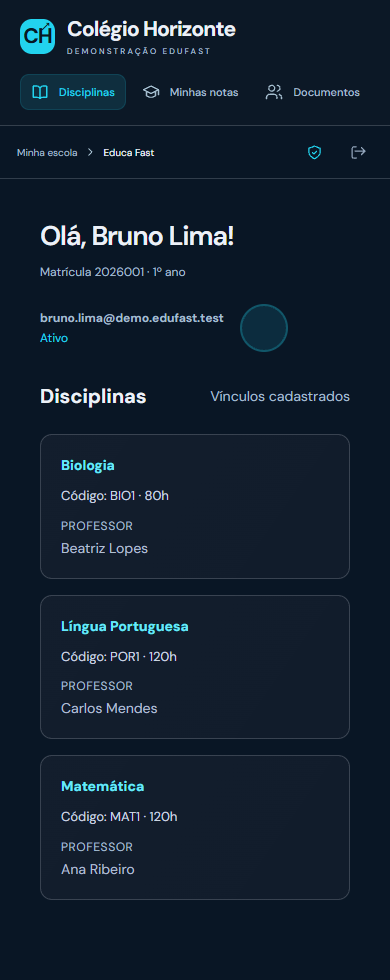 CH
Colégio Horizonte
DEMONSTRAÇÃO EDUFAST
Disciplinas
Minhas notas
Documentos
Minha escola > Educa Fast
Olá, Bruno Lima!
Matrícula 2026001 · 1º ano
bruno.lima@demo.edufast.test
Ativo
Disciplinas
Vínculos cadastrados
Biologia
Código: BIO1 · 80h
PROFESSOR
Beatriz Lopes
Língua Portuguesa
Código: POR1 · 120h
PROFESSOR
Carlos Mendes
Matemática
Código: MAT1 · 120h
PROFESSOR
Ana Ribeiro